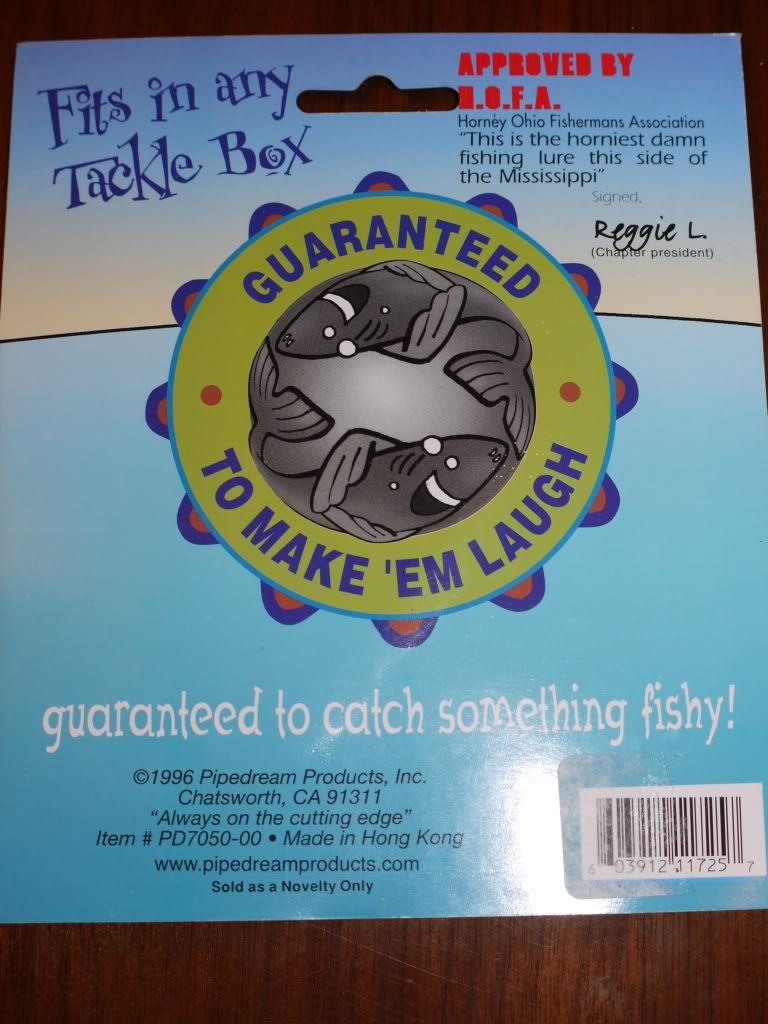 Fits in any
Tackle Box
APPROVED BY
H.O.F.A.
Horney Ohio Fishermans Association
"This is the horniest damn
fishing lure this side of
the Mississippi"
Signed,
Reggie L.
(Chapter president)
GUARANTEED
TO MAKE 'EM LAUGH
guaranteed to catch something fishy!
©1996 Pipedream Products, Inc.
Chatsworth, CA 91311
"Always on the cutting edge"
Item # PD7050-00 • Made in Hong Kong
www.pipedreamproducts.com
Sold as a Novelty Only
6 03912 11725 7